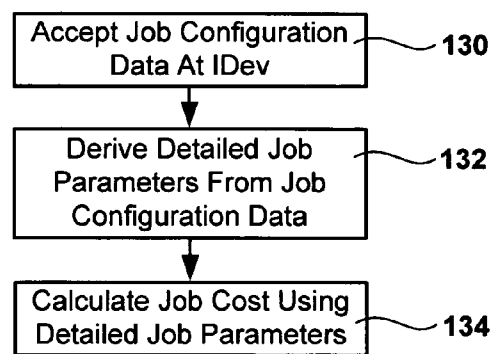 Accept Job Configuration
Data At IDev
130
Derive Detailed Job
Parameters From Job
Configuration Data
132
Calculate Job Cost Using
Detailed Job Parameters
134